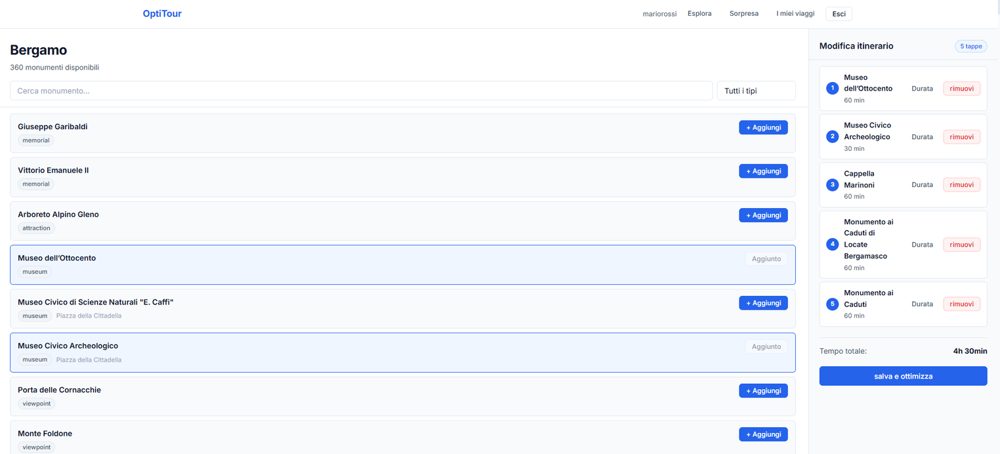 OptiTour
mariorossi Esplora Sorpresa I miei viaggi Esci
Bergamo
360 monumenti disponibili
Cerca monumento...
Tutti i tipi
Giuseppe Garibaldi
memorial
+ Aggiungi
Vittorio Emanuele II
memorial
+ Aggiungi
Arboreto Alpino Gleno
attraction
+ Aggiungi
Museo dell'Ottocento
museum
Aggiunto
Museo Civico di Scienze Naturali "E. Caffi"
museum Piazza della Cittadella
+ Aggiungi
Museo Civico Archeologico
museum Piazza della Cittadella
Aggiunto
Porta delle Cornacchie
viewpoint
+ Aggiungi
Monte Foldone
viewpoint
+ Aggiungi
Modifica itinerario
5 tappe
1
Museo
dell'Ottocento
60 min
Durata
rimuovi
2
Museo Civico
Archeologico
30 min
Durata
rimuovi
3
Cappella
Marinoni
60 min
Durata
rimuovi
4
Monumento ai
Caduti di
Locate
Bergamasco
60 min
Durata
rimuovi
5
Monumento ai
Caduti
60 min
Durata
rimuovi
Tempo totale: 4h 30min
salva e ottimizza